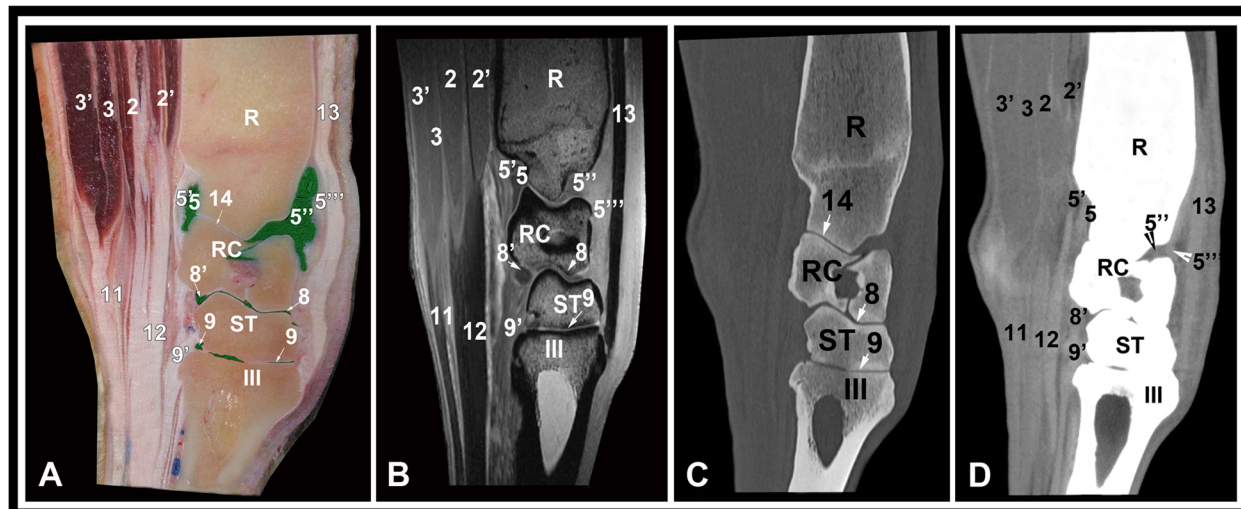 3' 3 2 2' 13
R
5' 5 14 5'' 5'''
RC
8' 8
11 9 ST 9
12 9'
III
A
2 2' R
3' 13
3
5' 5 5''
5'''
RC
8' 8
ST 9
11 12 9'
III
B
R
14
RC
8
ST 9
III
C
3' 3 2 2'
R
5' 13
5 5''
RC 5'''
8'
11 12 ST
9'
III
D